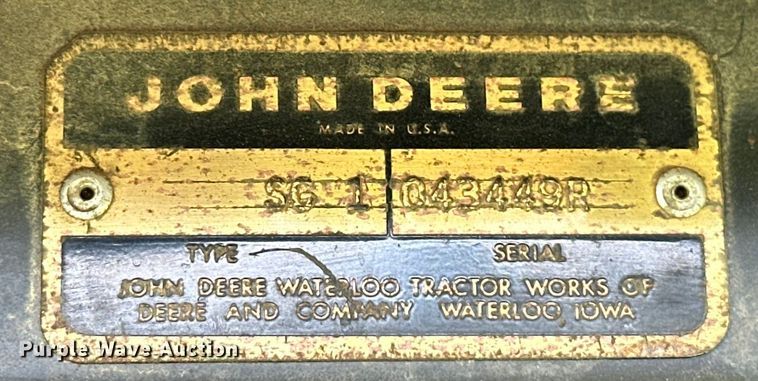 JOHN DEERE
MADE IN U.S.A.
SG 1 043449R
TYPE SERIAL
JOHN DEERE WATERLOO TRACTOR WORKS OF
DEERE AND COMPANY WATERLOO IOWA
Purple Wave Auction